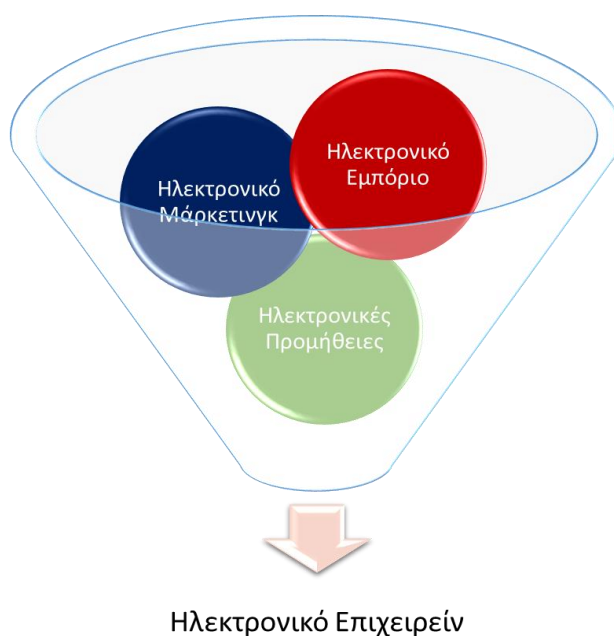 Ηλεκτρονικό
Εμπόριο
Ηλεκτρονικό
Μάρκετινγκ
Ηλεκτρονικές
Προμήθειες
Ηλεκτρονικό Επιχειρείν